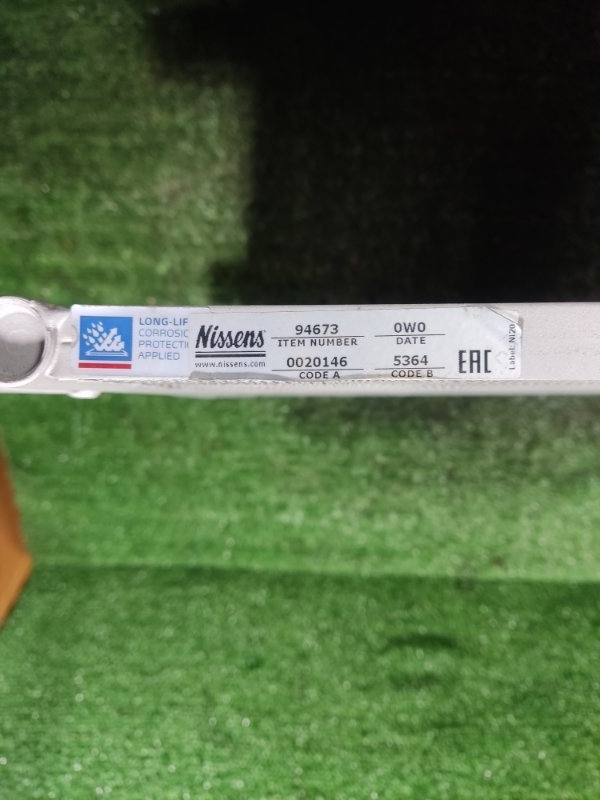 LONG-LIF
CORROSIC
PROTECTI
APPLIED
Nissens
www.nissens.com
94673
ITEM NUMBER
0020146
CODE A
0W0
DATE
5364
CODE B
EAC
Label: NI20